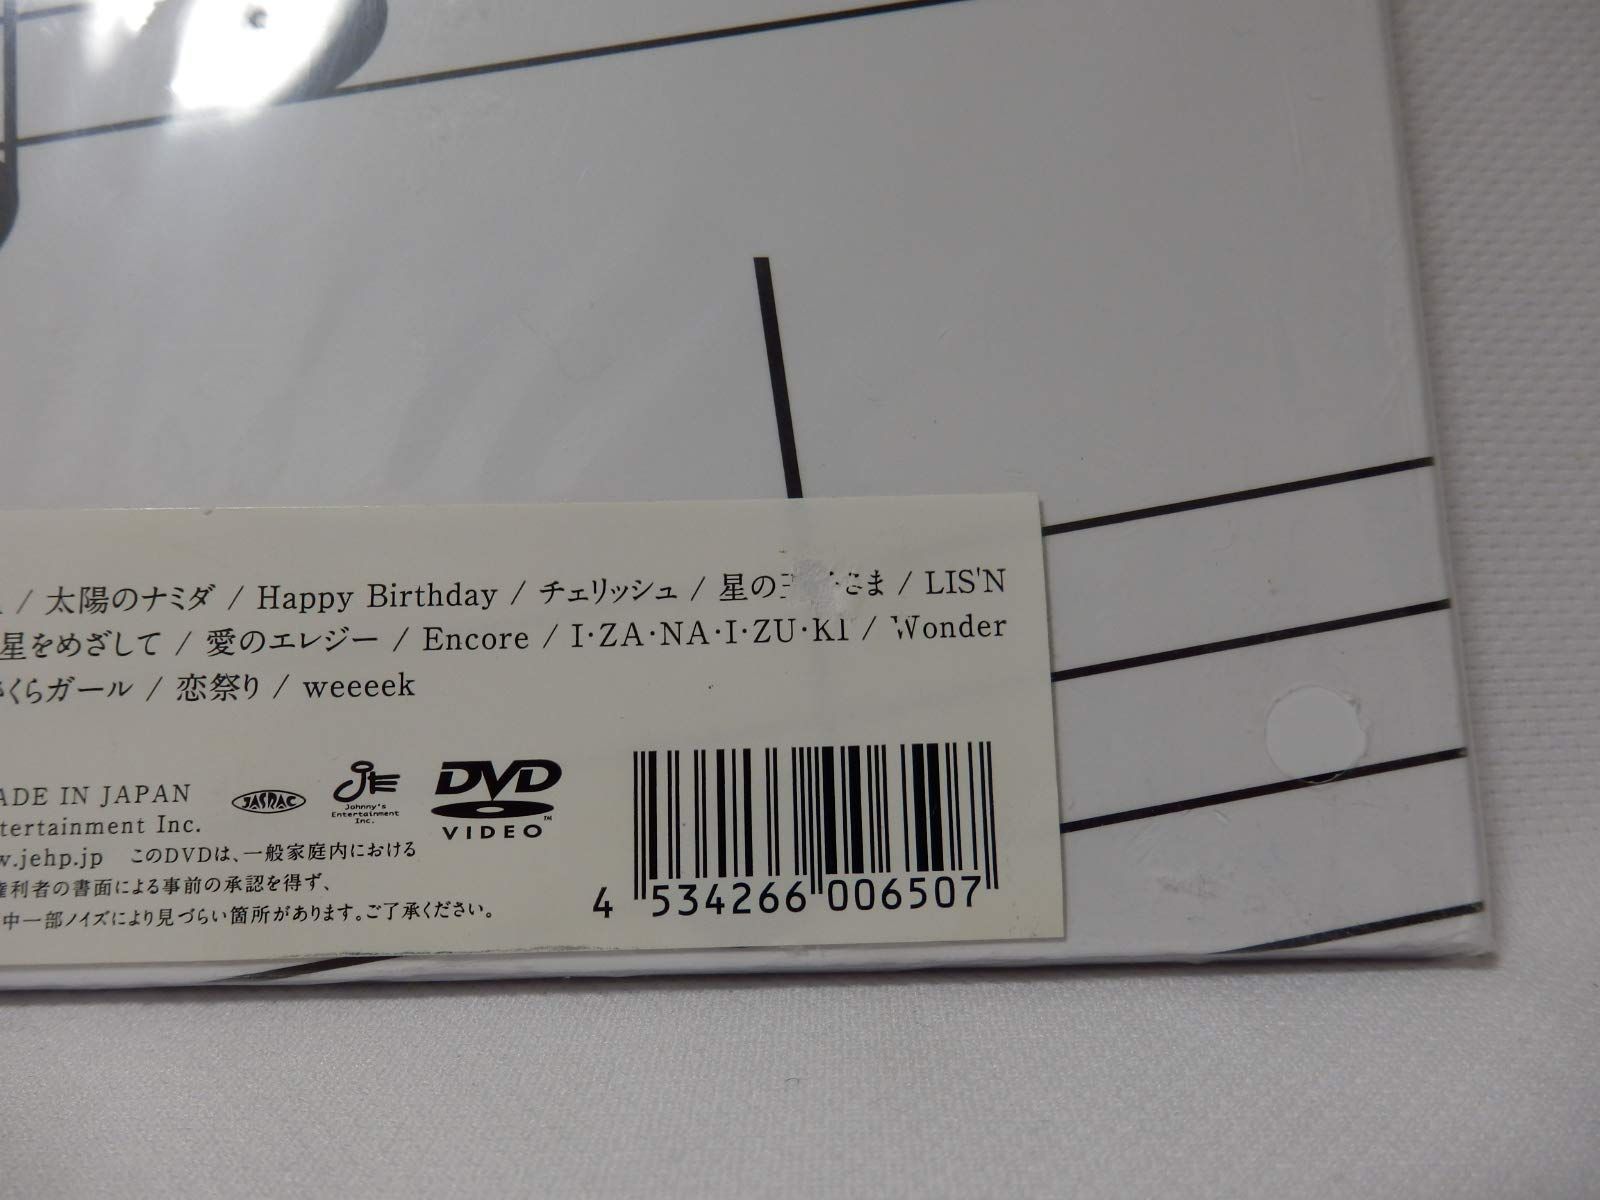 / 太陽のナミダ / Happy Birthday / チェリッシュ / 星の さま / LIS'N
星をめざして / 愛のエレジー / Encore / I・ZA・NA・I・ZU・KI / Wonder
くらガール / 恋祭り / weeeek
ADE IN JAPAN
JASRAC
Johnny's
Entertainment
Inc.
DVD
VIDEO
TM
tertainment Inc.
w.jehp.jp このDVDは、一般家庭内における
権利者の書面による事前の承認を得ず、
中一部ノイズにより見づらい箇所があります。ご了承ください。
4 534266 006507